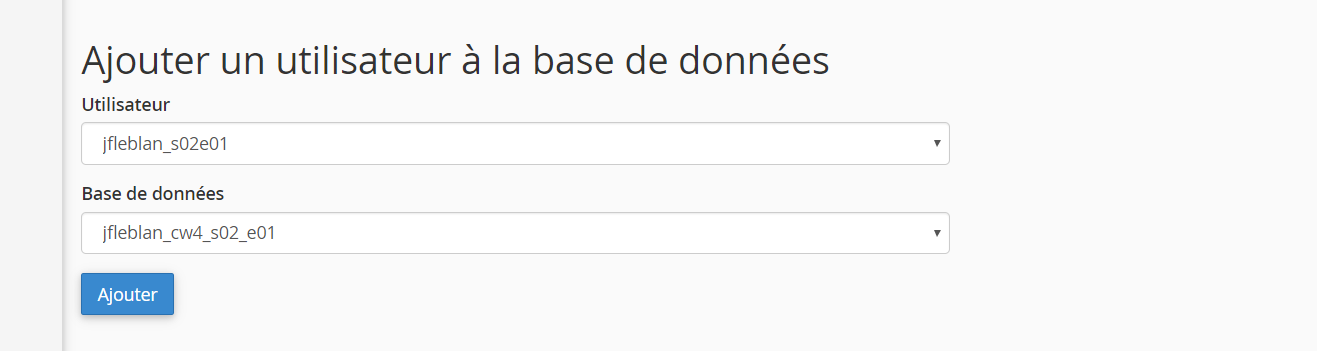 Ajouter un utilisateur à la base de données
Utilisateur
jfleblan_s02e01
Base de données
jfleblan_cw4_s02_e01
Ajouter